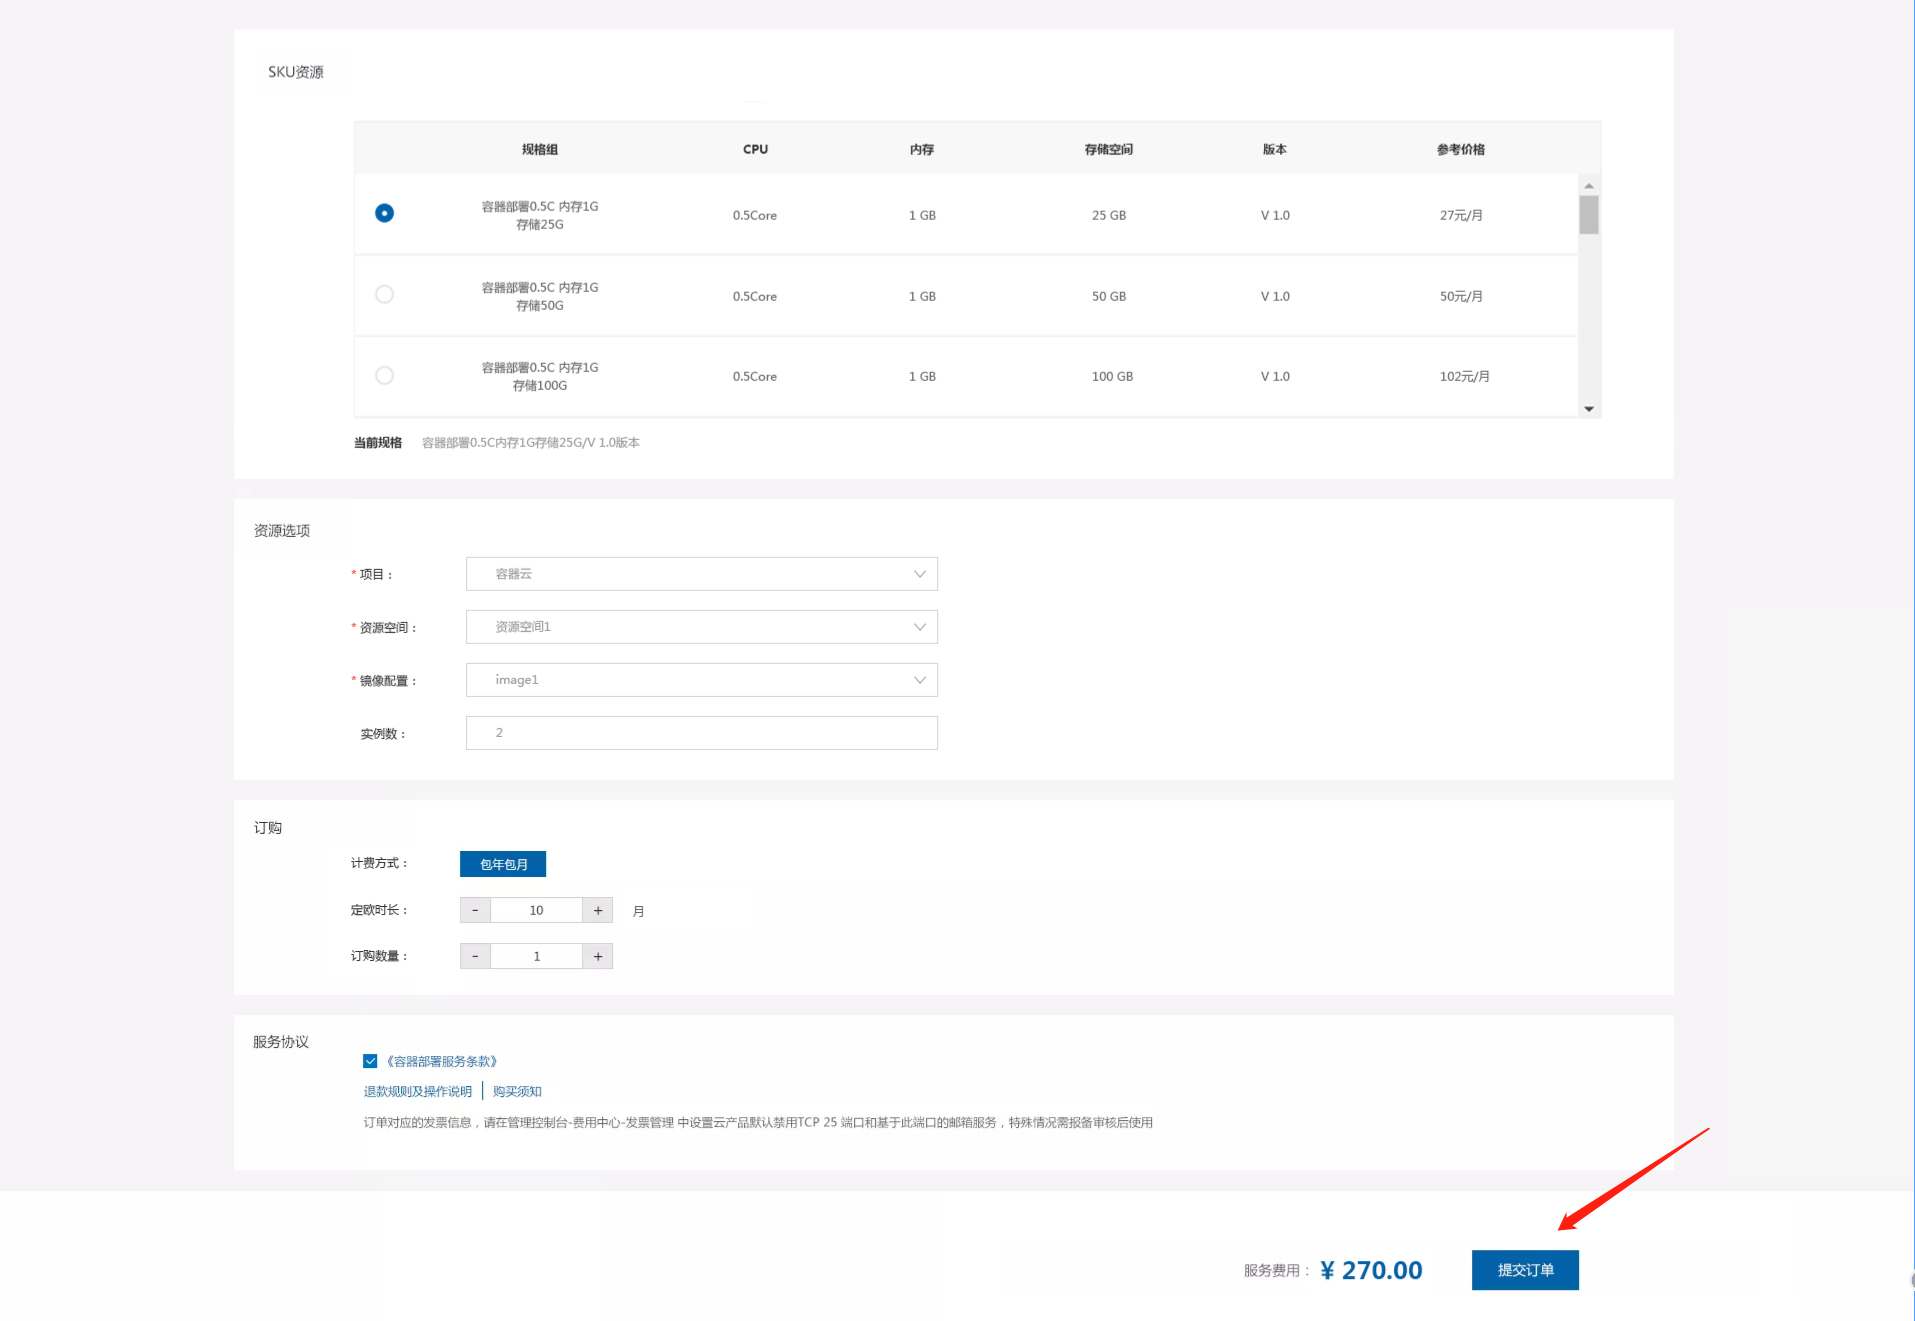 SKU资源
规格组 CPU 内存 存储空间 版本 参考价格
容器部署0.5C 内存1G
存储25G
0.5Core 1 GB 25 GB V 1.0 27元/月
容器部署0.5C 内存1G
存储50G
0.5Core 1 GB 50 GB V 1.0 50元/月
容器部署0.5C 内存1G
存储100G
0.5Core 1 GB 100 GB V 1.0 102元/月
当前规格 容器部署0.5C内存1G存储25G/V 1.0版本
资源选项
* 项目： 容器云
* 资源空间： 资源空间1
* 镜像配置： image1
实例数： 2
订购
计费方式： 包年包月
定欧时长： - 10 + 月
订购数量： - 1 +
服务协议
《容器部署服务条款》
退款规则及操作说明 购买须知
订单对应的发票信息，请在管理控制台-费用中心-发票管理 中设置云产品默认禁用TCP 25 端口和基于此端口的邮箱服务，特殊情况需报备审核后使用
服务费用： ¥ 270.00 提交订单